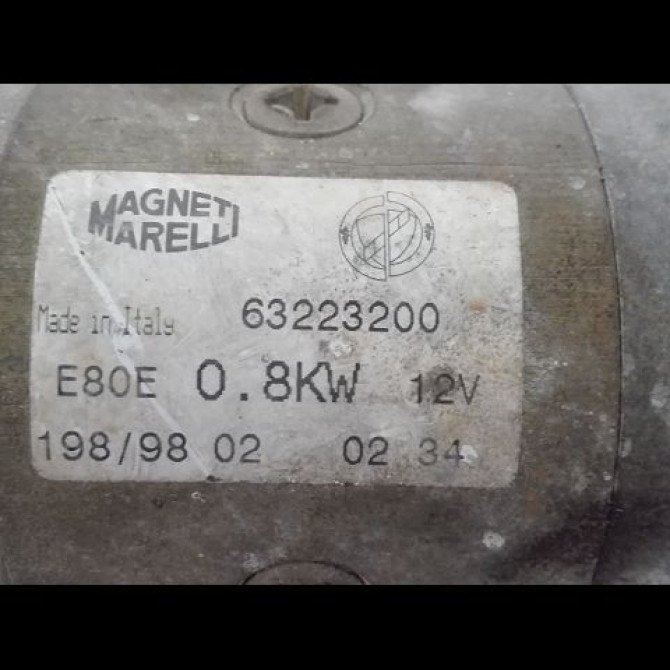 MAGNETI
MARELLI
Made in Italy
63223200
E80E 0.8KW 12V
198/98 02 02 34